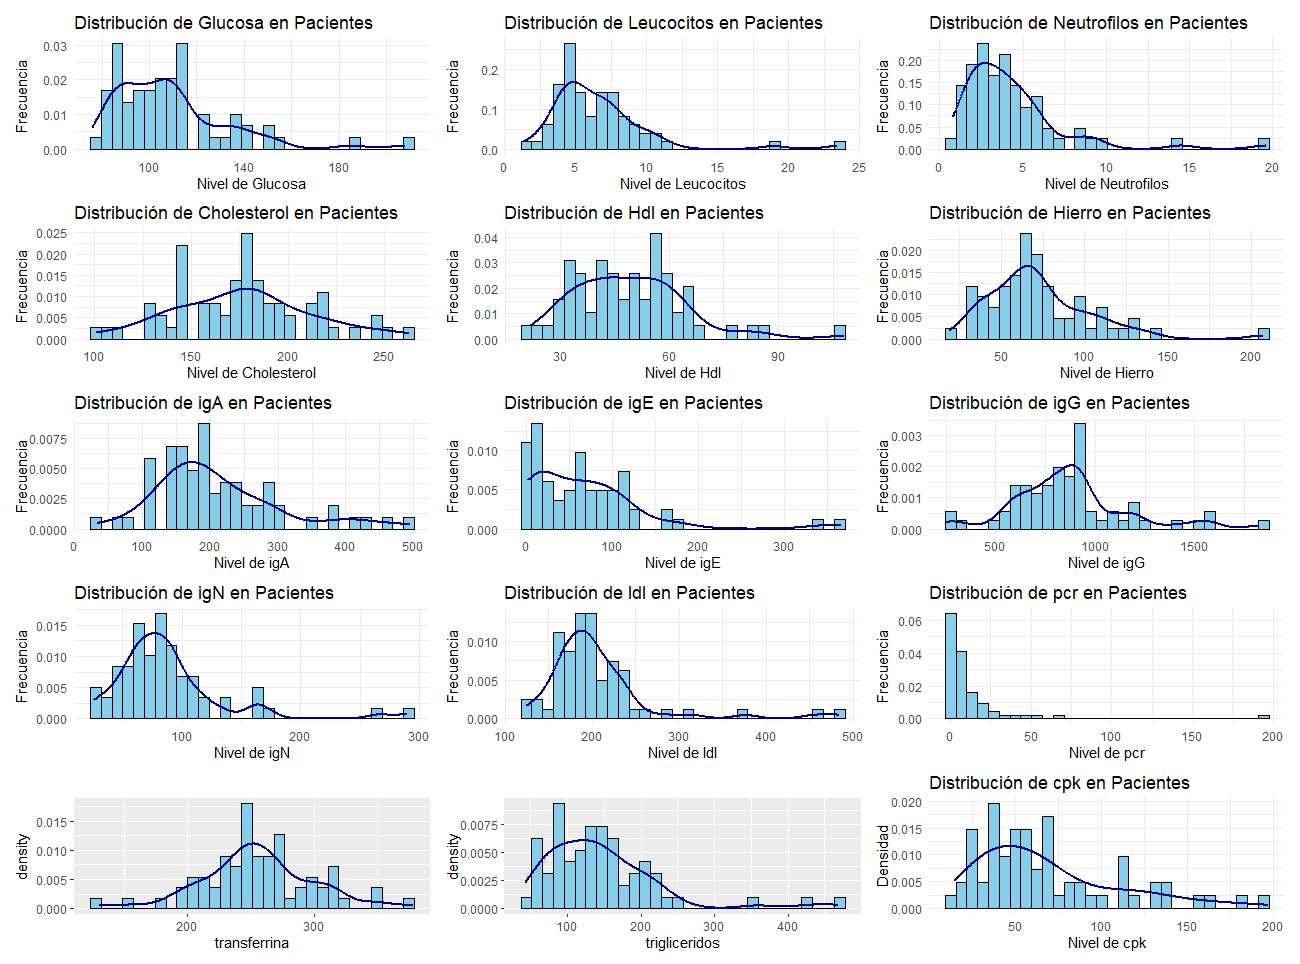 Distribución de Glucosa en Pacientes
Frecuencia
0.03
0.02
0.01
0.00
100 140 180
Nivel de Glucosa
Distribución de Leucocitos en Pacientes
Frecuencia
0.2
0.1
0.0
0 5 10 15 20 25
Nivel de Leucocitos
Distribución de Neutrofilos en Pacientes
Frecuencia
0.20
0.15
0.10
0.05
0.00
0 5 10 15 20
Nivel de Neutrofilos
Distribución de Cholesterol en Pacientes
Frecuencia
0.025
0.020
0.015
0.010
0.005
0.000
100 150 200 250
Nivel de Cholesterol
Distribución de Hdl en Pacientes
Frecuencia
0.04
0.03
0.02
0.01
0.00
30 60 90
Nivel de Hdl
Distribución de Hierro en Pacientes
Frecuencia
0.020
0.015
0.010
0.005
0.000
50 100 150 200
Nivel de Hierro
Distribución de igA en Pacientes
Frecuencia
0.0075
0.0050
0.0025
0.0000
0 100 200 300 400 500
Nivel de igA
Distribución de igE en Pacientes
Frecuencia
0.010
0.005
0.000
0 100 200 300
Nivel de igE
Distribución de igG en Pacientes
Frecuencia
0.003
0.002
0.001
0.000
500 1000 1500
Nivel de igG
Distribución de igN en Pacientes
Frecuencia
0.015
0.010
0.005
0.000
100 200 300
Nivel de igN
Distribución de ldl en Pacientes
Frecuencia
0.010
0.005
0.000
100 200 300 400 500
Nivel de ldl
Distribución de pcr en Pacientes
Frecuencia
0.06
0.04
0.02
0.00
0 50 100 150 200
Nivel de pcr
density
0.015
0.010
0.005
0.000
200 300
transferrina
density
0.0075
0.0050
0.0025
0.0000
100 200 300 400
trigliceridos
Distribución de cpk en Pacientes
Densidad
0.020
0.015
0.010
0.005
0.000
50 100 150 200
Nivel de cpk